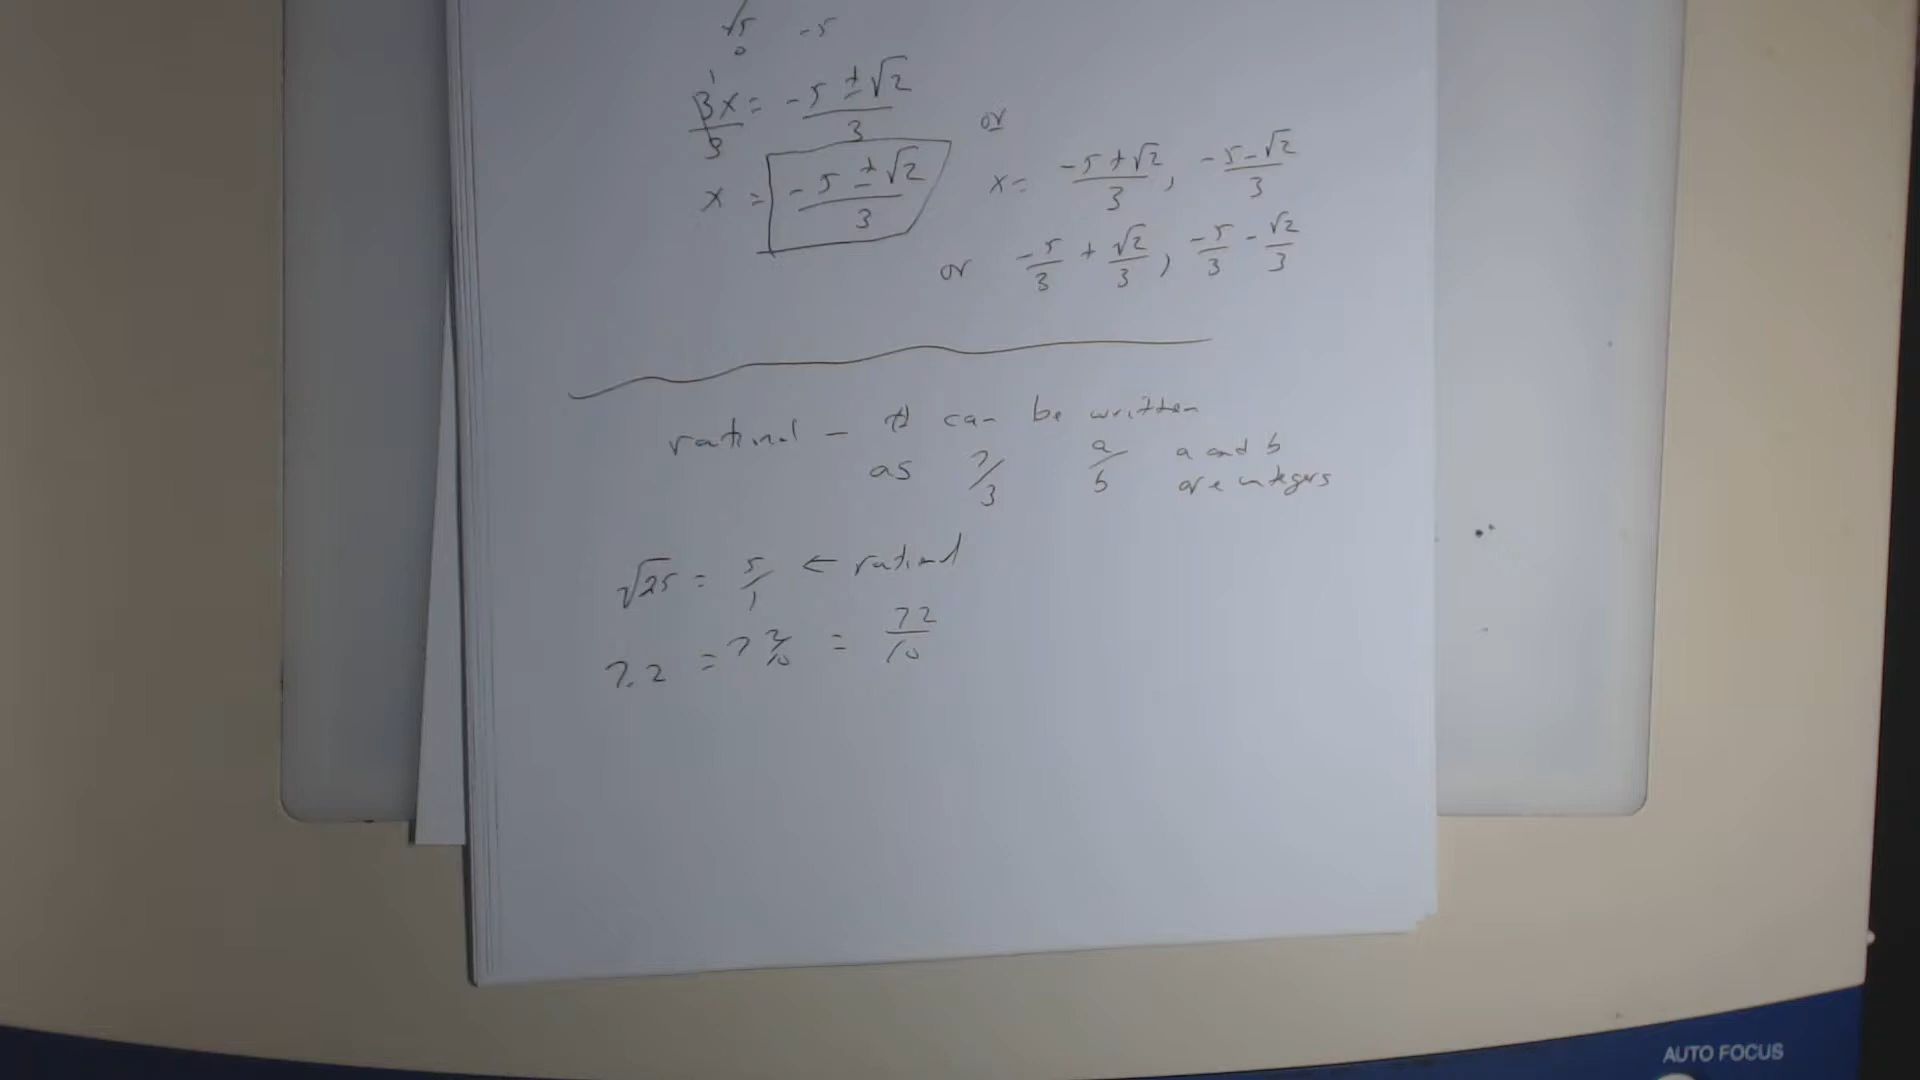 +5 -5
0
1
3x = -5 ± √2
3 3
or
x = -5 ± √2
3
x = -5+√2 / 3, -5-√2 / 3
or -5/3 + √2/3, -5/3 - √2/3
rational - # can be written
as 7/3 a/b a and b
are integers
√25 = 5/1 ← rational
7.2 = 7 2/10 = 72/10
AUTO FOCUS